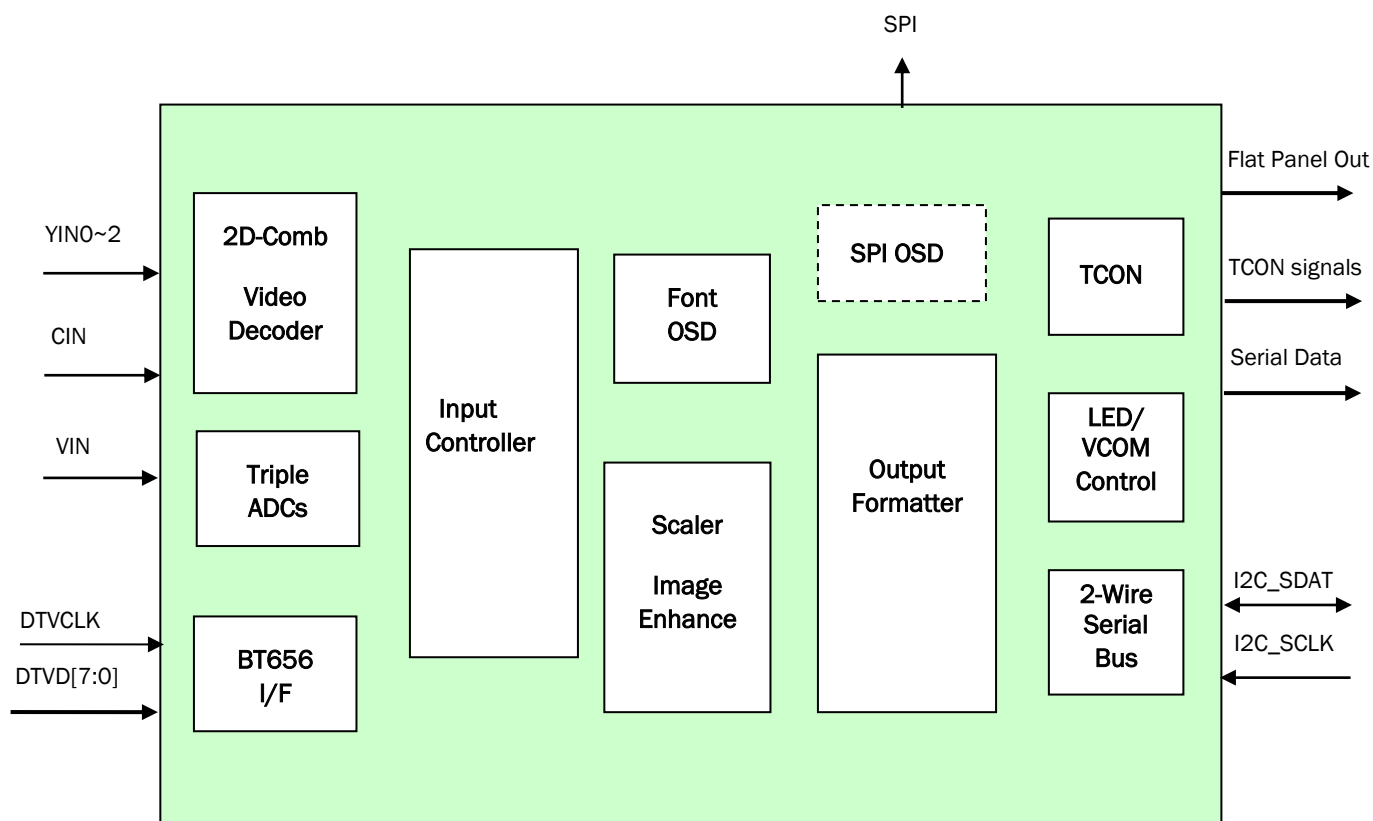 SPI
Flat Panel Out
YIN0~2
2D-Comb
Video
Decoder
SPI OSD
TCON
TCON signals
Font
OSD
CIN
Serial Data
Input
Controller
LED/
VCOM
Control
VIN
Triple
ADCs
Output
Formatter
Scaler
Image
Enhance
I2C_SDAT
2-Wire
Serial
Bus
DTVCLK
I2C_SCLK
DTVD[7:0]
BT656
I/F